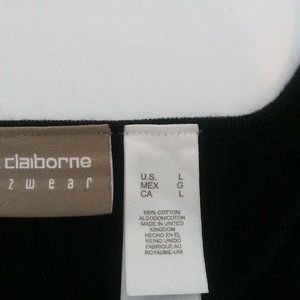 claiborne
zwear
U.S. L
MEX G
CA L
100% COTTON/
ALGODON/COTON
MADE IN UNITED
KINGDOM
HECHO EN EL
REINO UNIDO
FABRIQUE AU
ROYAUME-UNI